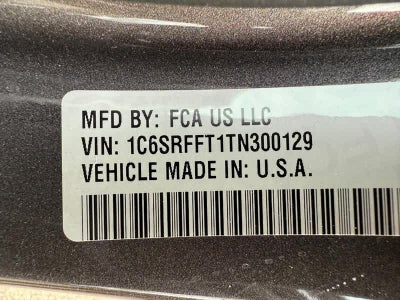 MFD BY: FCA US LLC
VIN: 1C6SRFFT1TN300129
VEHICLE MADE IN: U.S.A.